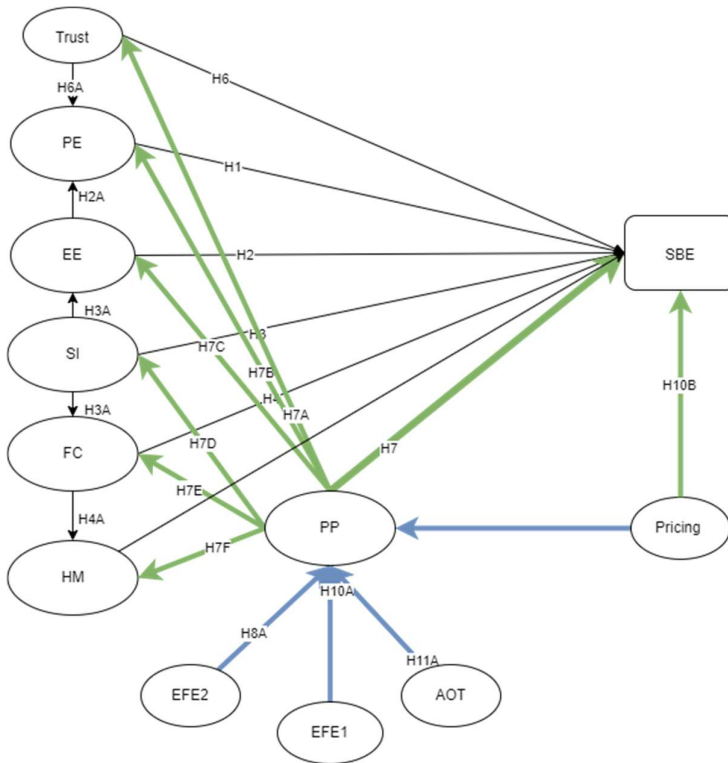 Trust
H6A
H6
PE
H1
H2A
EE
H2
SBE
H3A
SI
H3
H7C
H7B
H10B
H3A
H4
H7A
FC
H7D
H7
H7E
H4A
PP
Pricing
H7F
HM
H10A
H8A
H11A
EFE2
AOT
EFE1